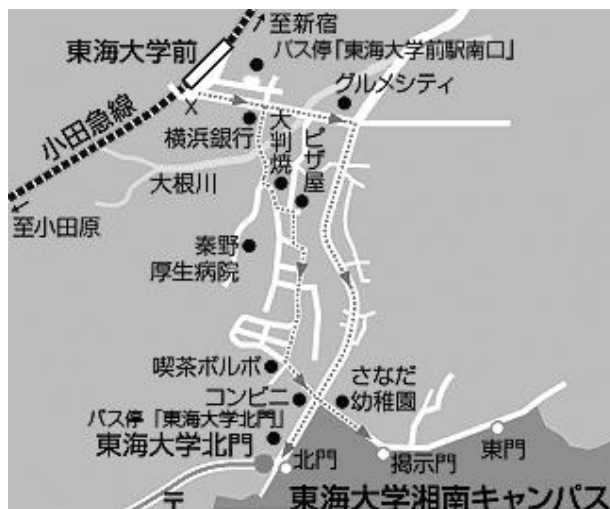 至新宿
東海大学前
バス停「東海大学前駅南口」
グルメシティ
小田急線
横浜銀行
大判焼
ピザ屋
大根川
至小田原
秦野
厚生病院
喫茶ボルボ
さなだ
幼稚園
コンビニ
バス停「東海大学北門」
東海大学北門
北門
掲示門
東門
〒
東海大学湘南キャンパス